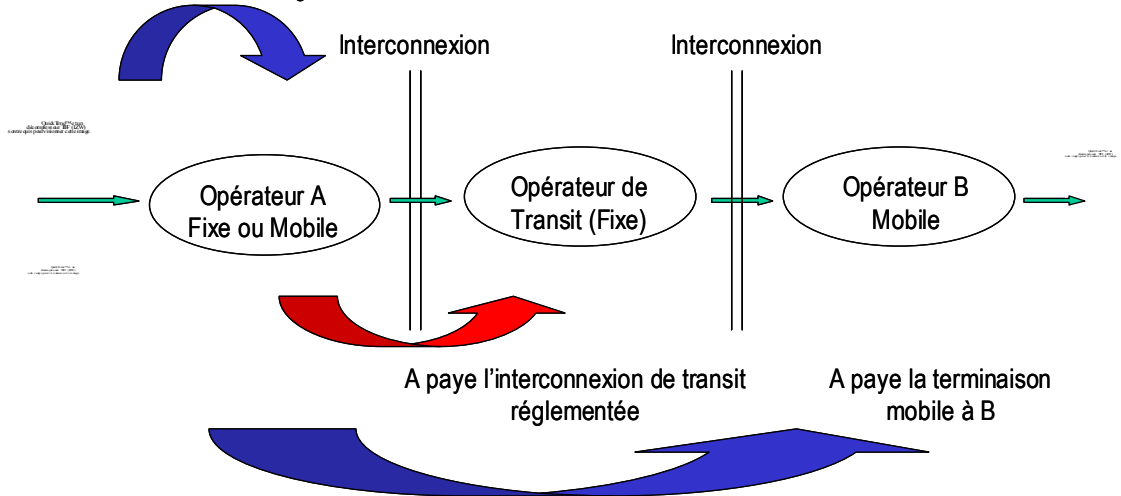 Interconnexion
Interconnexion
Opérateur A
Fixe ou Mobile
Opérateur de
Transit (Fixe)
Opérateur B
Mobile
A paye l’interconnexion de transit
réglementée
A paye la terminaison
mobile à B